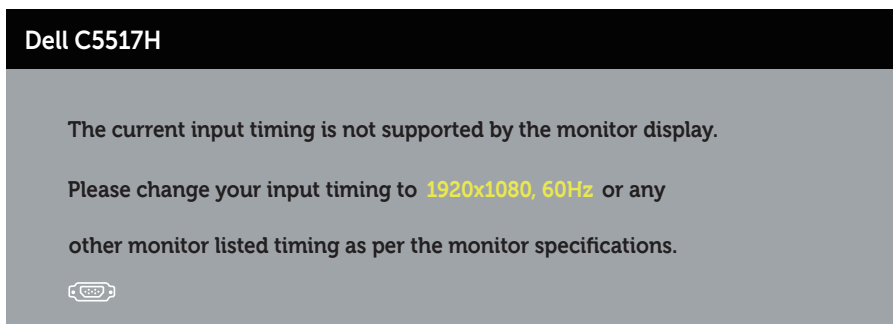 Dell C5517H
The current input timing is not supported by the monitor display.
Please change your input timing to 1920x1080, 60Hz or any
other monitor listed timing as per the monitor specifications.